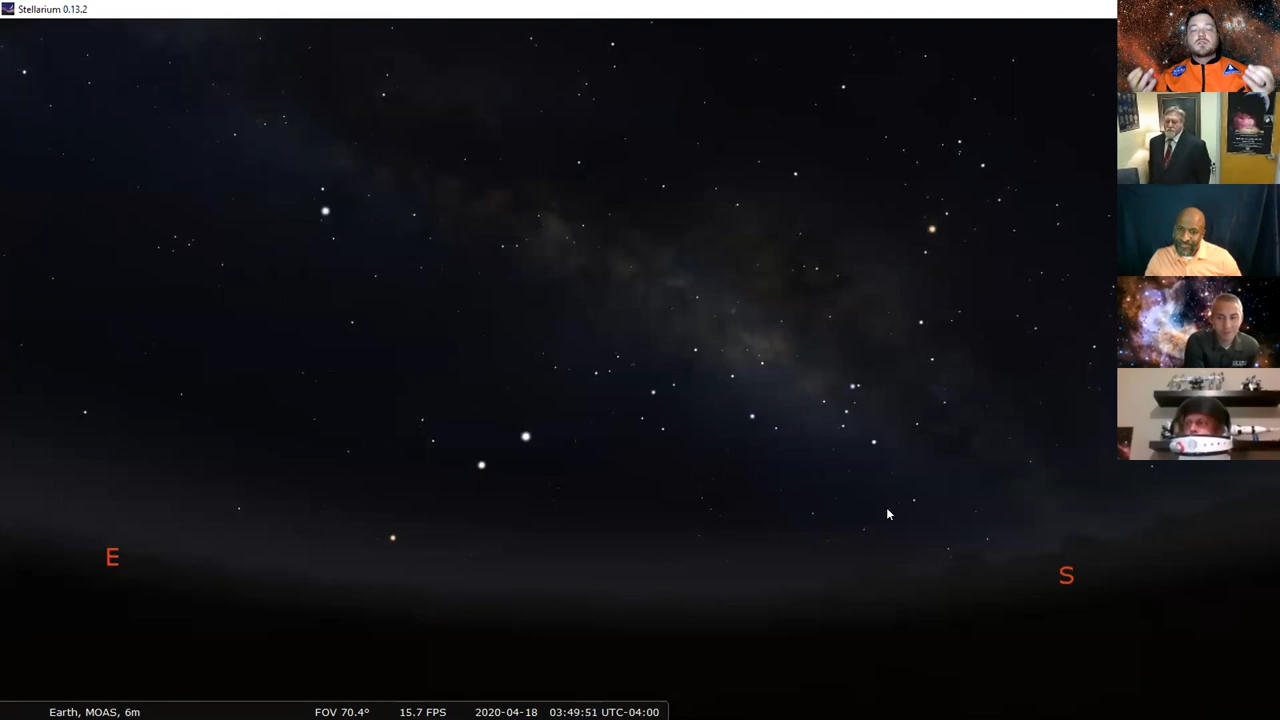 Stellarium 0.13.2
E
S
Earth, MOAS, 6m FOV 70.4° 15.7 FPS 2020-04-18 03:49:51 UTC-04:00